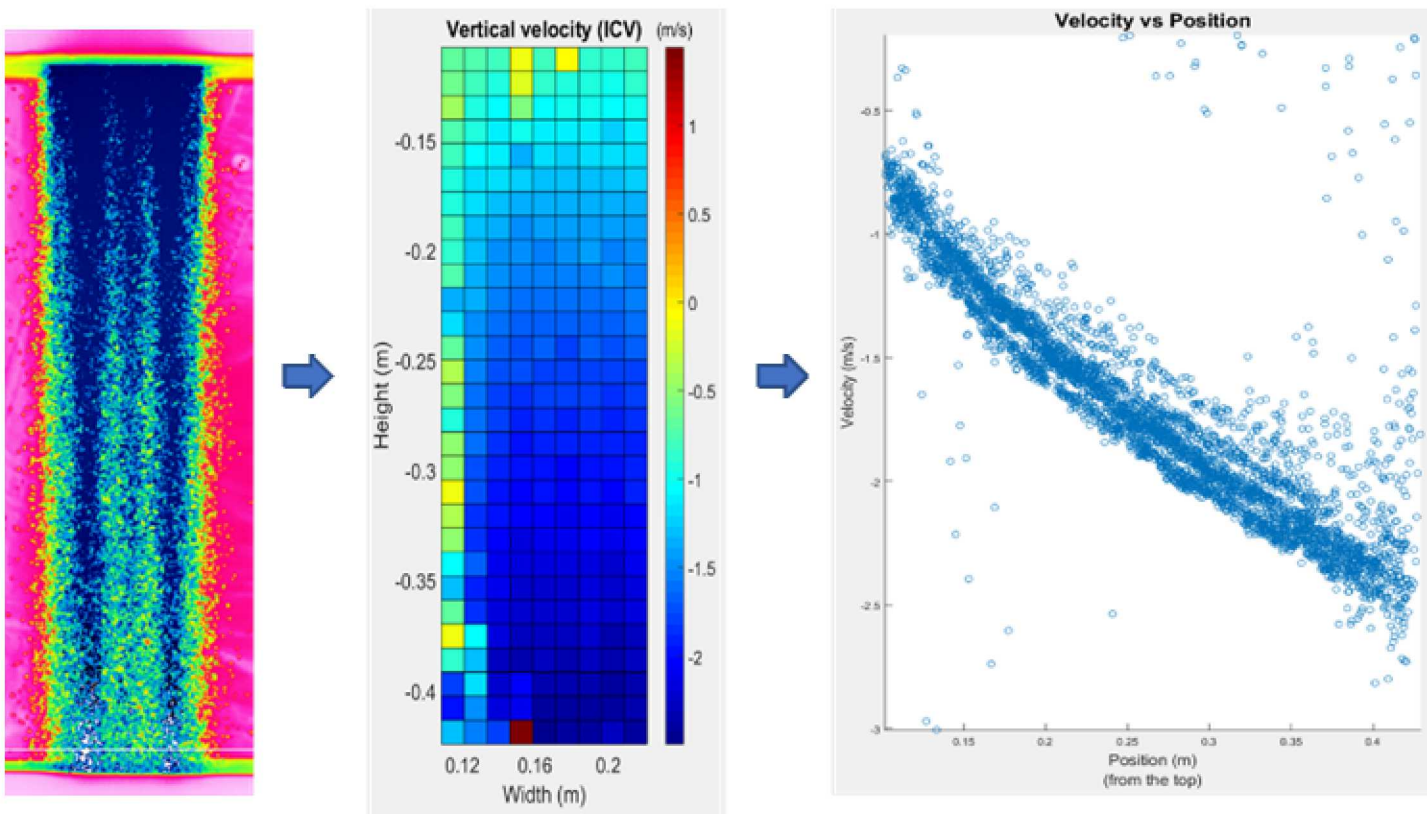 Vertical velocity (ICV) (m/s)
1
0.5
0
-0.5
-1
-1.5
-2
-0.15
-0.2
-0.25
-0.3
-0.35
-0.4
Height (m)
0.12 0.16 0.2
Width (m)
Velocity vs Position
-0.5
-1
-1.5
-2
-2.5
-3
Velocity (m/s)
0.15 0.2 0.25 0.3 0.35 0.4
Position (m)
(from the top)